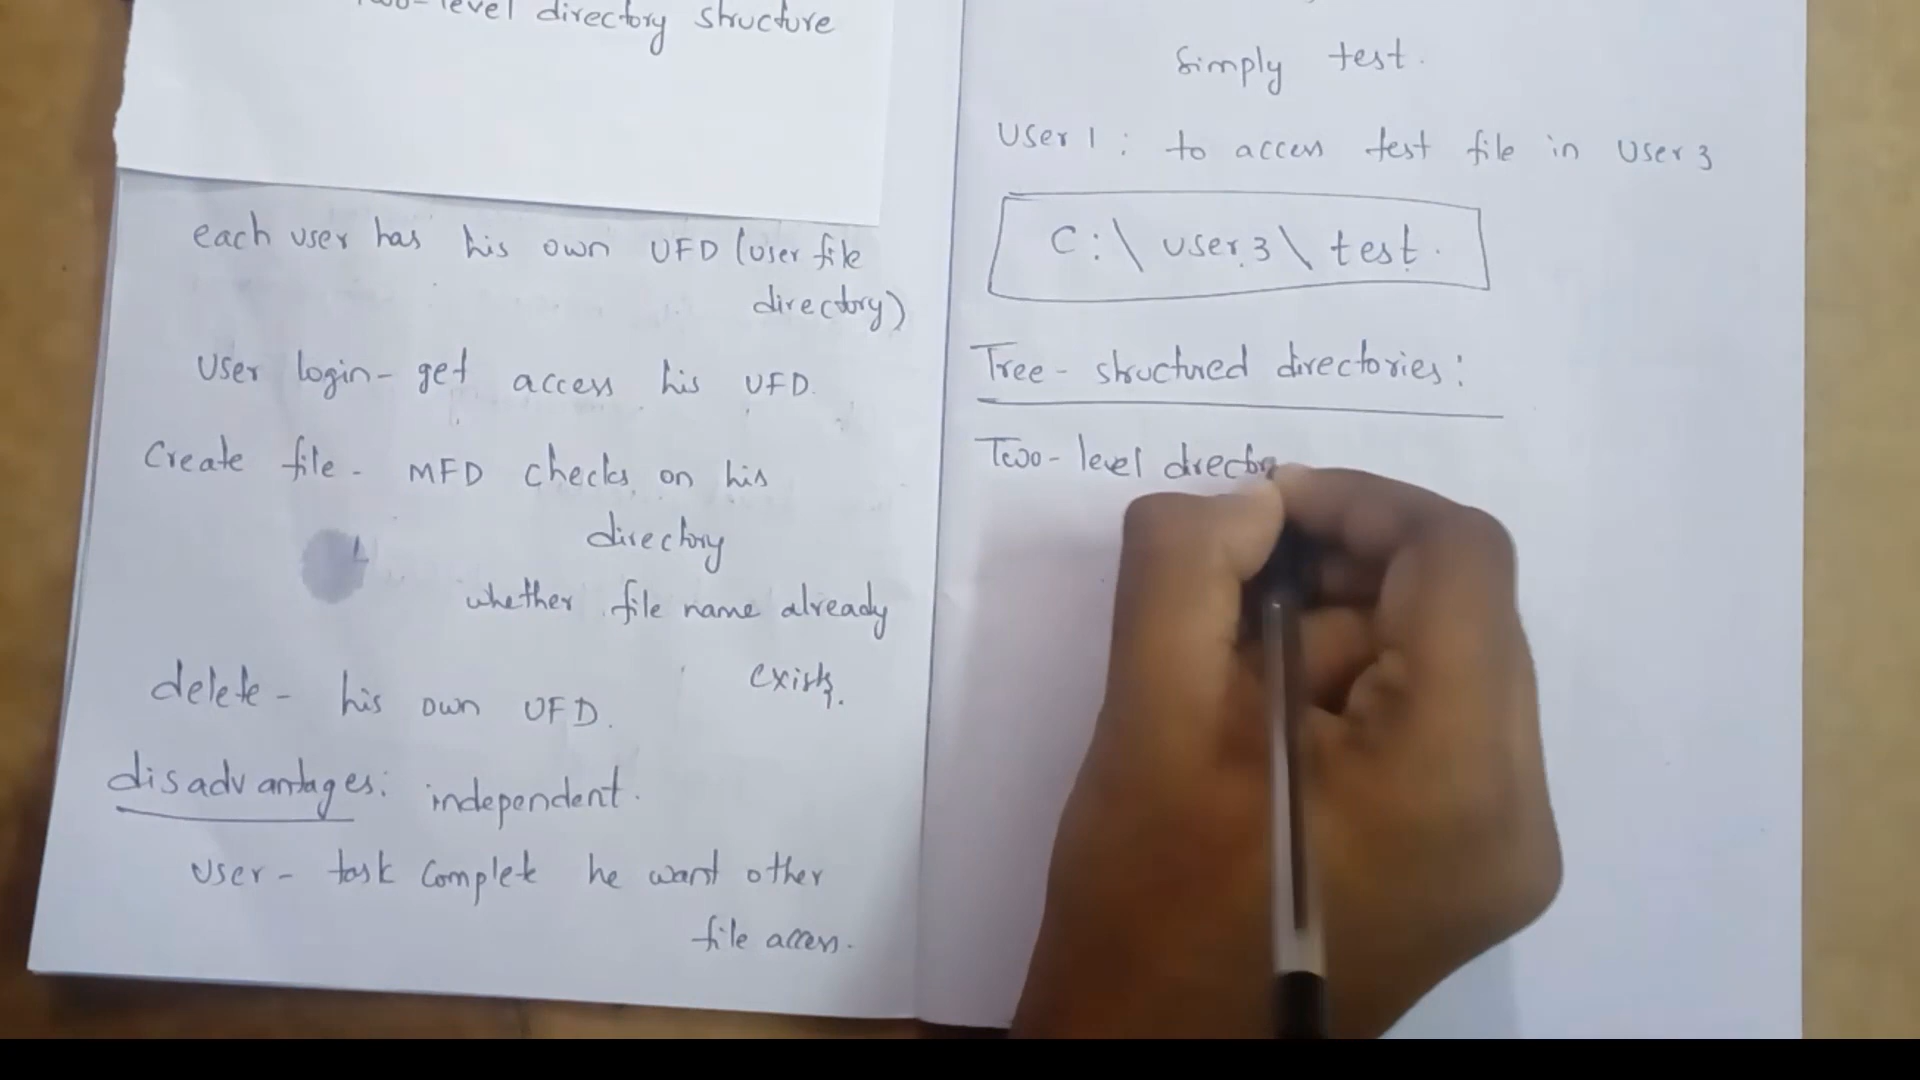 Two-level directory structure
each user has his own UFD (User file
directory)
User login- get access his UFD.
Create file - MFD checks on his
directory
whether file name already
exists.
delete - his own UFD.
disadvantages: independent.
User - task complete he want other
file access.
Simply test.
User 1 : to access test file in User 3
C:\ user3\ test.
Tree - structured directories:
Two-level directo